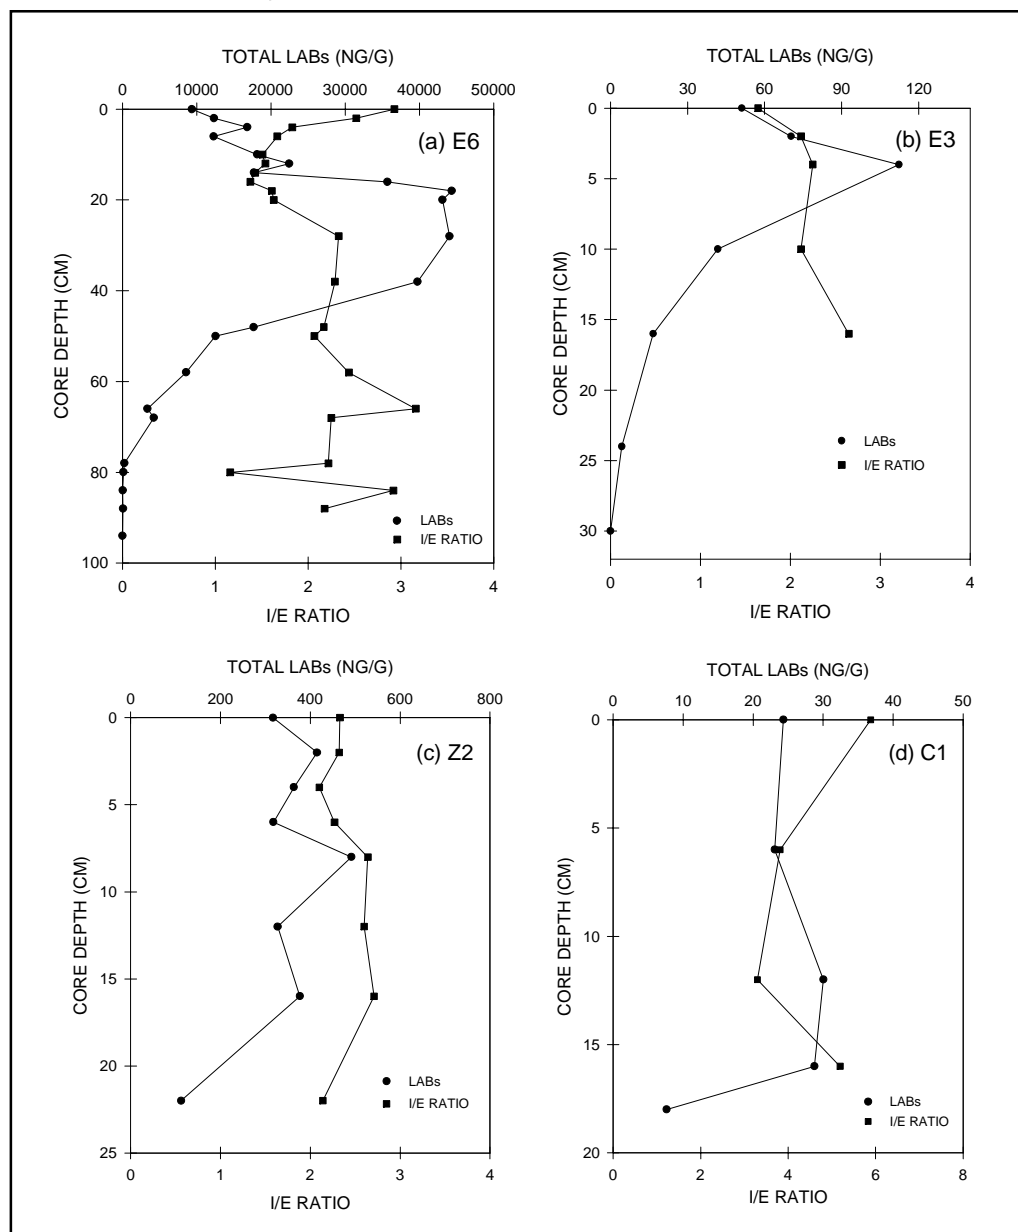 TOTAL LABs (NG/G)
0 10000 20000 30000 40000 50000
0
20
40
60
80
100
CORE DEPTH (CM)
(a) E6
LABs
I/E RATIO
0 1 2 3 4
I/E RATIO
TOTAL LABs (NG/G)
0 30 60 90 120
0
5
10
15
20
25
30
CORE DEPTH (CM)
(b) E3
LABs
I/E RATIO
0 1 2 3 4
I/E RATIO
TOTAL LABs (NG/G)
0 200 400 600 800
0
5
10
15
20
25
CORE DEPTH (CM)
(c) Z2
LABs
I/E RATIO
0 1 2 3 4
I/E RATIO
TOTAL LABs (NG/G)
0 10 20 30 40 50
0
5
10
15
20
CORE DEPTH (CM)
(d) C1
LABs
I/E RATIO
0 2 4 6 8
I/E RATIO